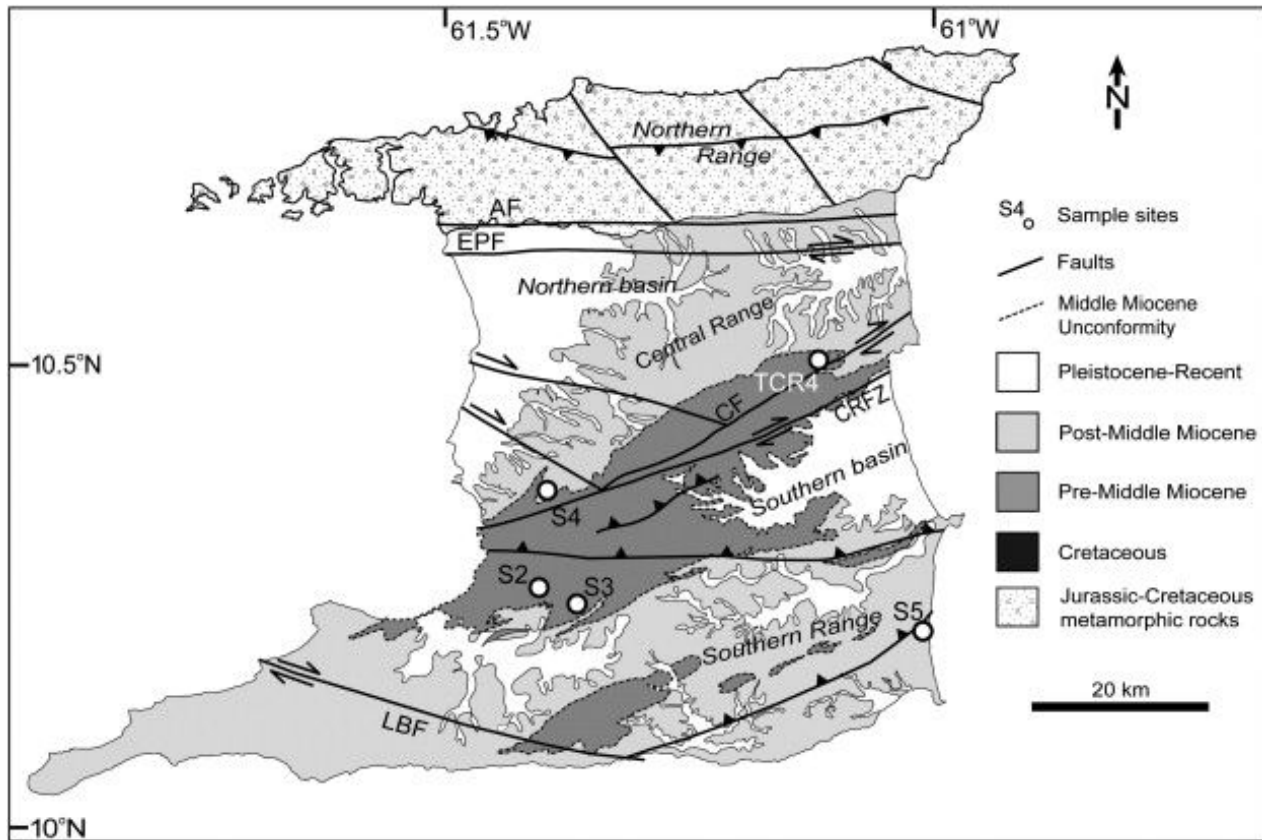 61.5°W
61°W
N
Northern
Range
AF
EPF
Northern basin
Central Range
10.5°N
TCR4
CF
CRFZ
Southern basin
S4
S2
S3
S5
Southern Range
LBF
10°N
S4
Sample sites
Faults
Middle Miocene
Unconformity
Pleistocene-Recent
Post-Middle Miocene
Pre-Middle Miocene
Cretaceous
Jurassic-Cretaceous
metamorphic rocks
20 km